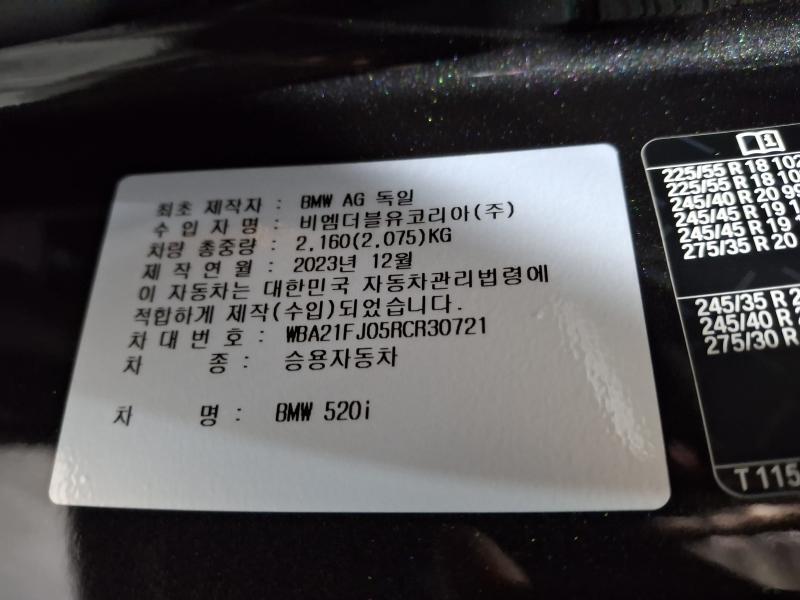 최초 제작자 : BMW AG 독일
수 입 자 명 : 비엠더블유코리아(주)
차량 총중량 : 2,160(2,075)KG
제 작 연 월 : 2023년 12월
이 자동차는 대한민국 자동차관리법령에
적합하게 제작(수입)되었습니다.
차 대 번 호 : WBA21FJ05RCR30721
차 종 : 승용자동차
차 명 : BMW 520i
225/55 R 18 102
225/55 R 18 102
245/40 R 20 99
245/45 R 19
245/45 R 19
275/35 R 20
245/35 R
245/40 R
275/30 R
T 115